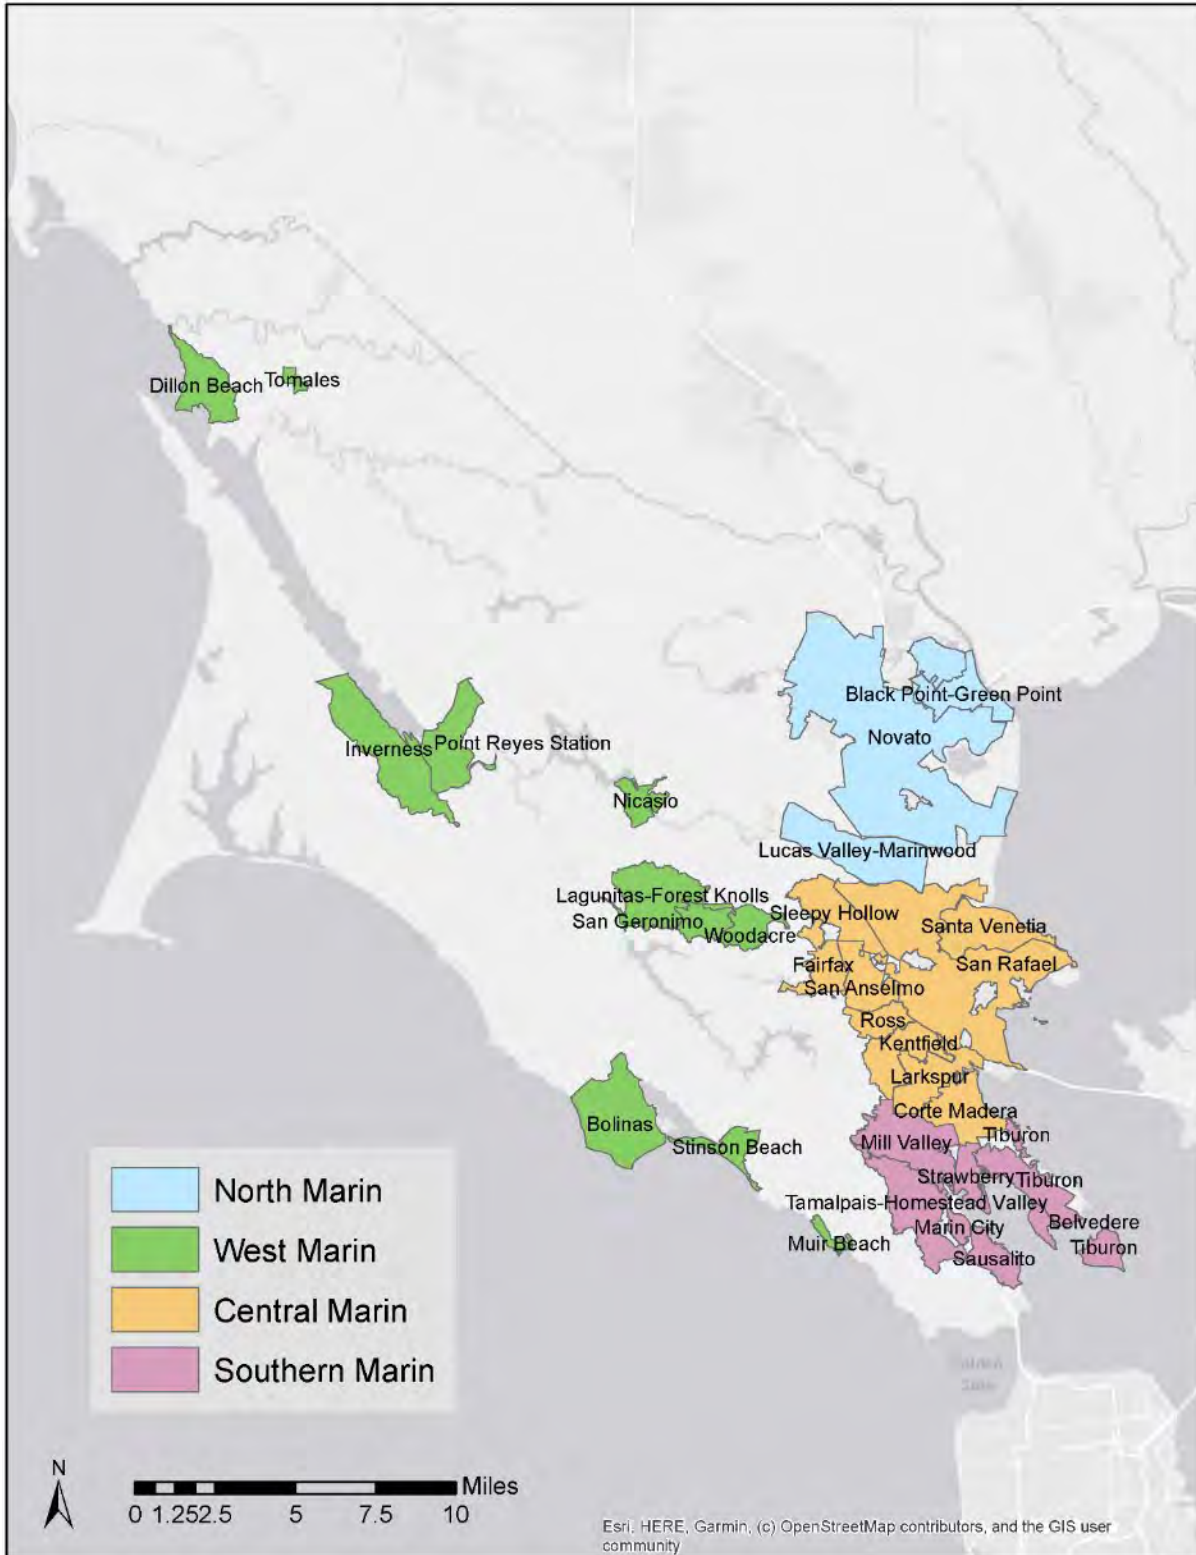 Dillon Beach
Tomales
Black Point-Green Point
Novato
Inverness
Point Reyes Station
Nicasio
Lucas Valley-Marinwood
Lagunitas-Forest Knolls
Sleepy Hollow
San Geronimo
Santa Venetia
Woodacre
Fairfax
San Rafael
San Anselmo
Ross
Kentfield
Larkspur
Corte Madera
Bolinas
Stinson Beach
Mill Valley
Tiburon
Strawberry
Tiburon
Tamalpais-Homestead Valley
Marin City
Belvedere
Muir Beach
Sausalito
Tiburon
North Marin
West Marin
Central Marin
Southern Marin
N
Miles
0 1.252.5 5 7.5 10
Esri, HERE, Garmin, (c) OpenStreetMap contributors, and the GIS user
community